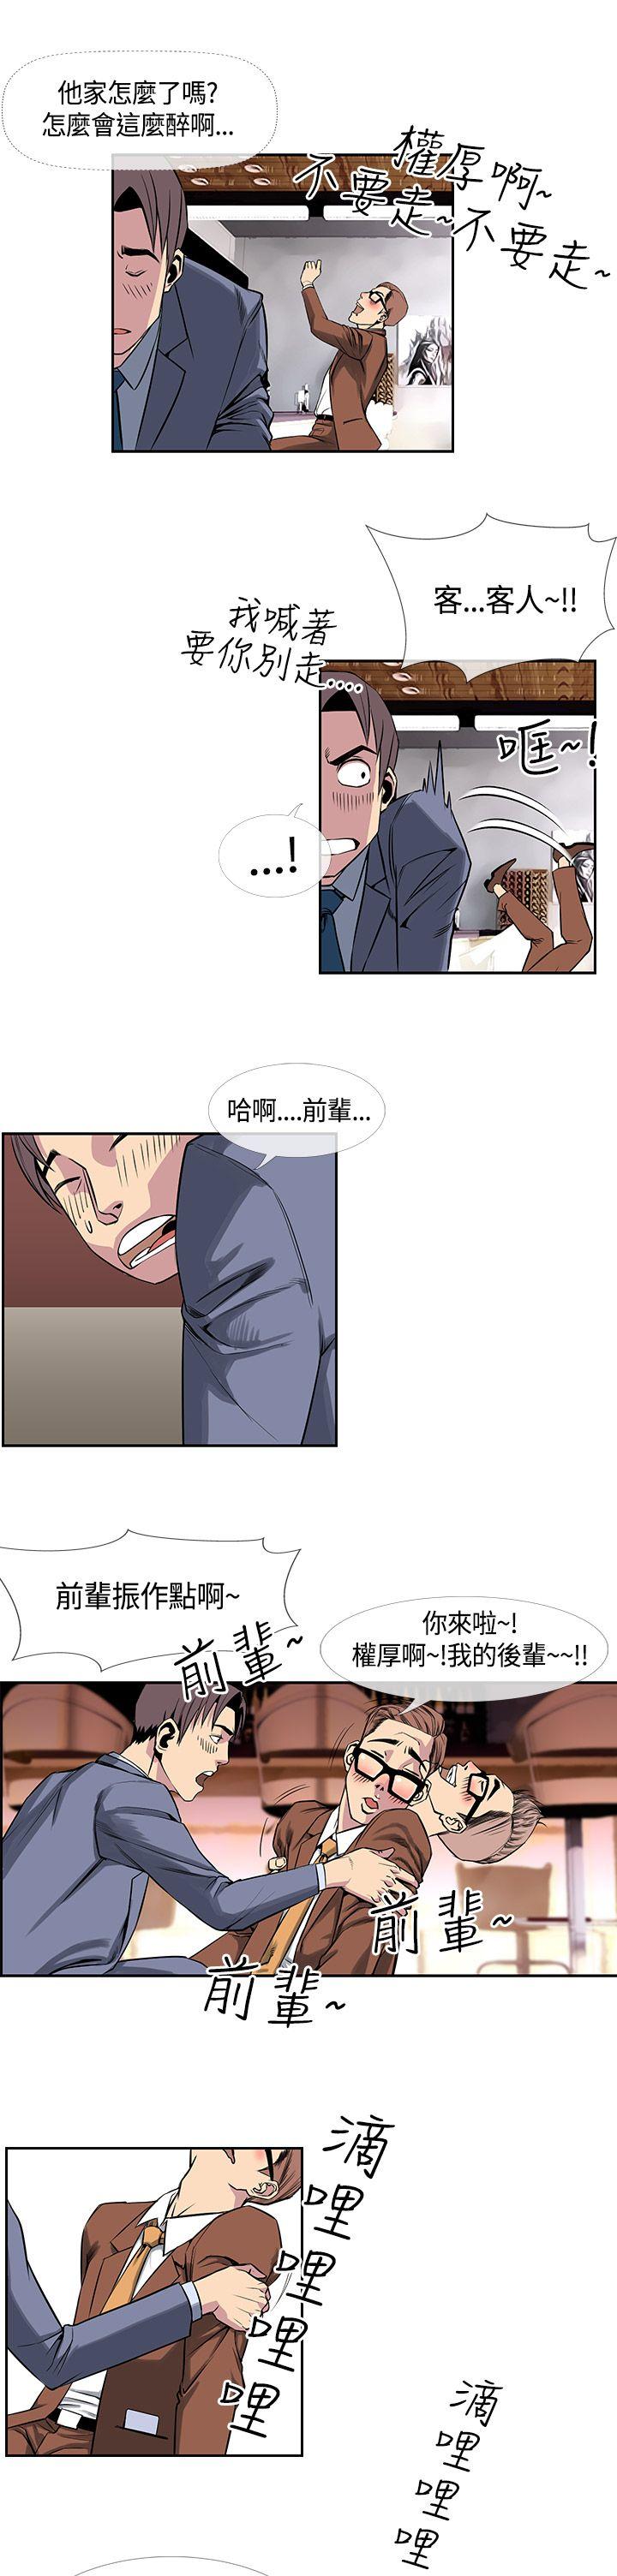 他家怎麼了嗎?
怎麼會這麼醉啊...
權厚啊~
不要走~不要走~
客...客人~!!
我喊著
要你別走....
哐~!
....!
哈啊....前輩...
前輩振作點啊~
前輩~
你來啦~!
權厚啊~!我的後輩~~!!
前輩~
前輩~
滴哩哩哩哩
滴哩哩哩